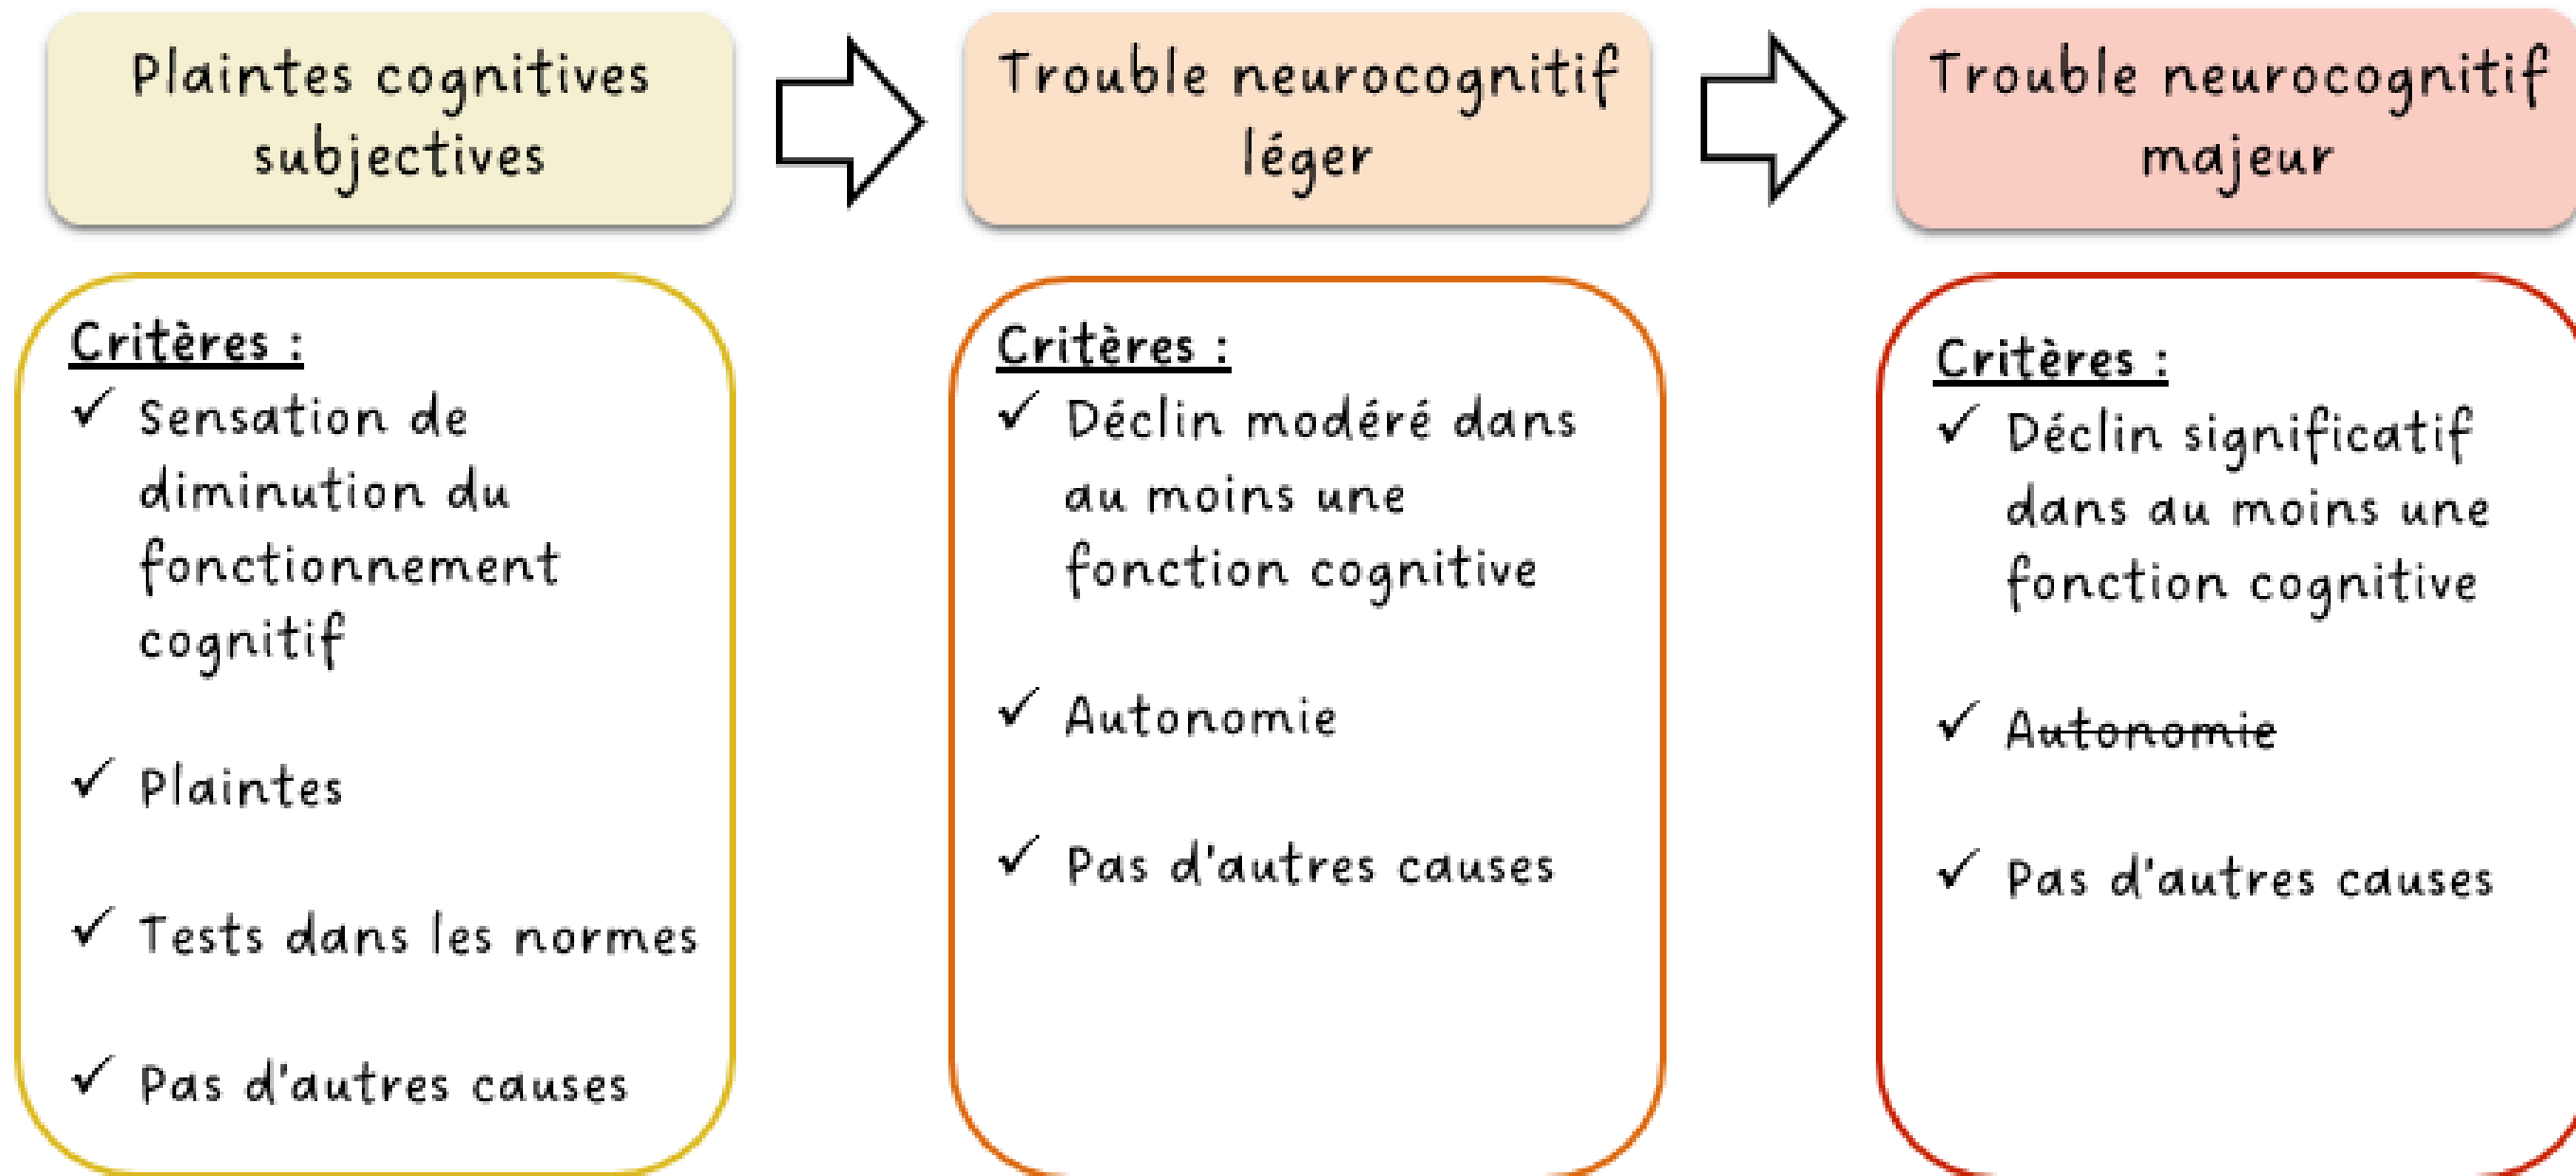 Plaintes cognitives
subjectives
Trouble neurocognitif
léger
Trouble neurocognitif
majeur
Critères :
✓ Sensation de
diminution du
fonctionnement
cognitif
✓ Plaintes
✓ Tests dans les normes
✓ Pas d'autres causes
Critères :
✓ Déclin modéré dans
au moins une
fonction cognitive
✓ Autonomie
✓ Pas d'autres causes
Critères :
✓ Déclin significatif
dans au moins une
fonction cognitive
✓ Autonomie
✓ Pas d'autres causes